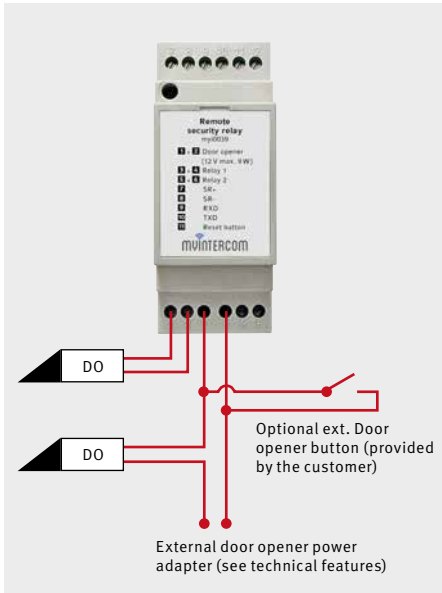 Remote
security relay
myi0039
1 + 2 Door opener
(12 V max. 9 W)
3 + 4 Relay 1
5 + 6 Relay 2
7 SR+
8 SR-
9 RXD
10 TXD
11 Reset button
myintercom
DO
DO
Optional ext. Door
opener button (provided
by the customer)
External door opener power
adapter (see technical features)